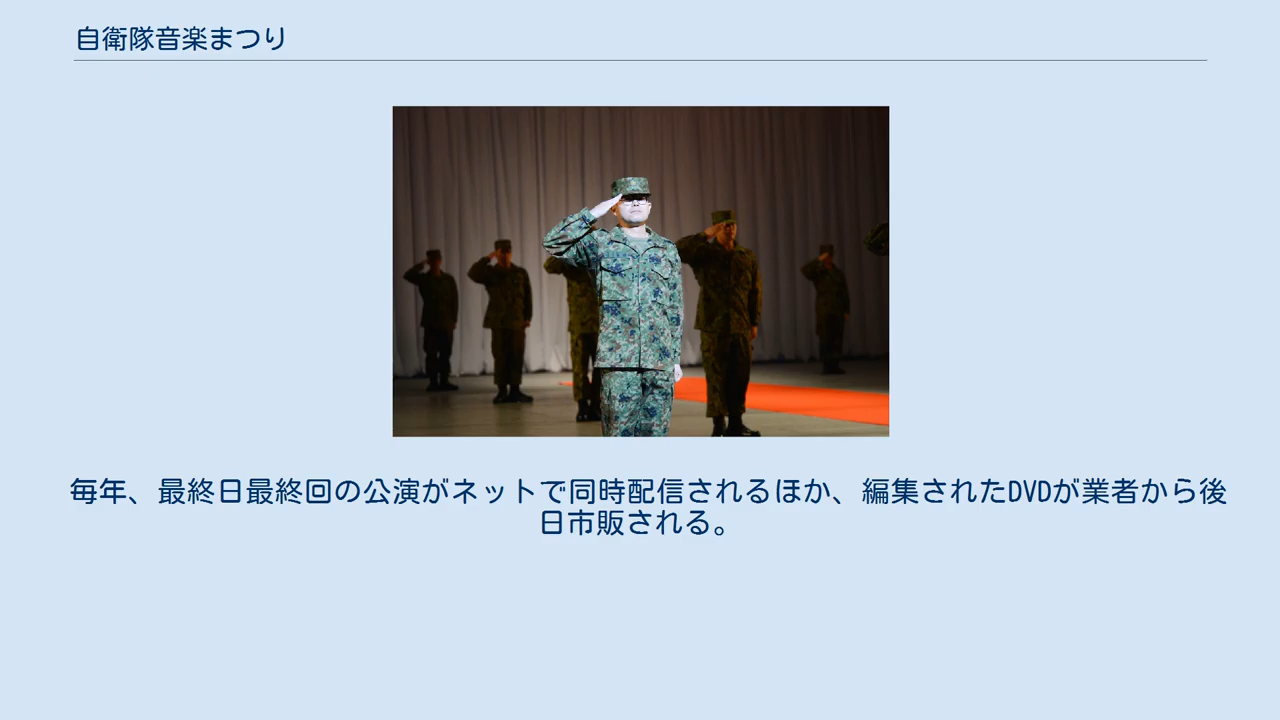 自衛隊音楽まつり
毎年、最終日最終回の公演がネットで同時配信されるほか、編集されたDVDが業者から後
日市販される。